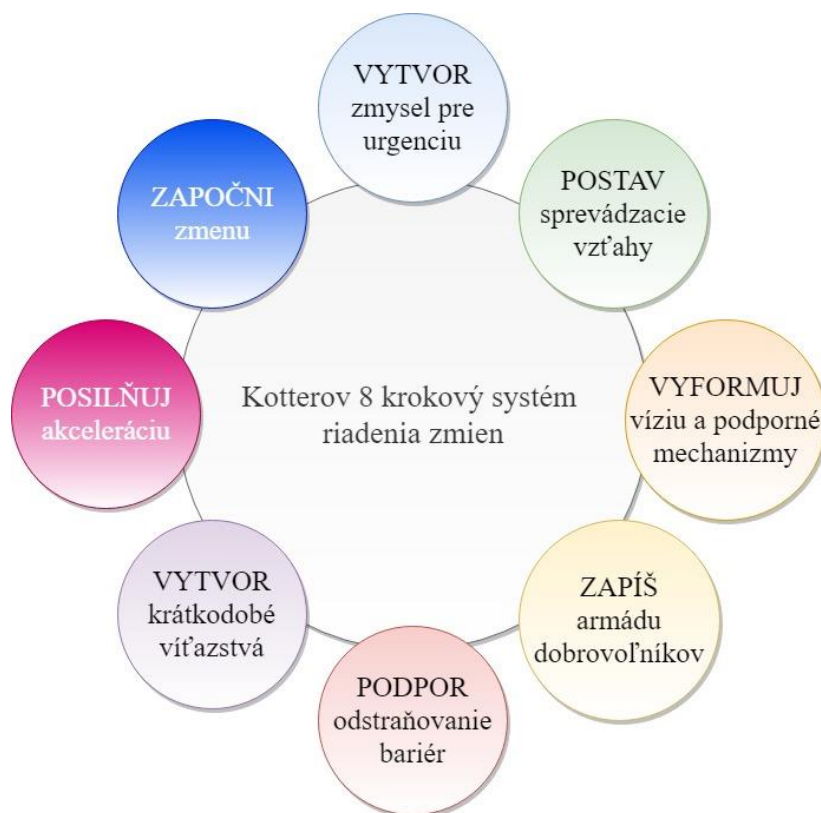 VYTVOR
zmysel pre
urgenciu
POSTAV
sprevádzacie
vzťahy
VYFORMUJ
víziu a podporné
mechanizmy
ZAPÍŠ
armádu
dobrovoľníkov
PODPOR
odstraňovanie
bariér
VYTVOR
krátkodobé
víťazstvá
POSILŇUJ
akceleráciu
ZAPOČNI
zmenu
Kotterov 8 krokový systém
riadenia zmien